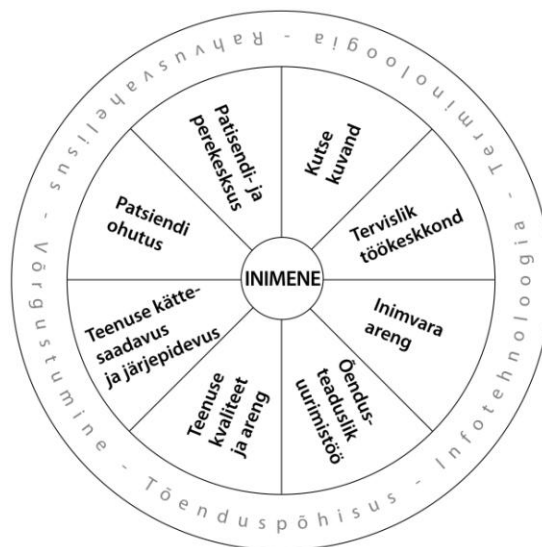 Rahvusvahelisus - Terminoloogia - Infotehnoloogia - Tõenduspõhisus - Võrgustumine -
Patisendi- ja
perekesksus
Kutse
kuvand
Tervislik
töökeskkond
Inimvara
areng
Õendus-
teaduslik
uurimistöö
Teenuse
kvaliteet
ja areng
Teenuse kätte-
saadavus
ja järjepidevus
Patsiendi
ohutus
INIMENE